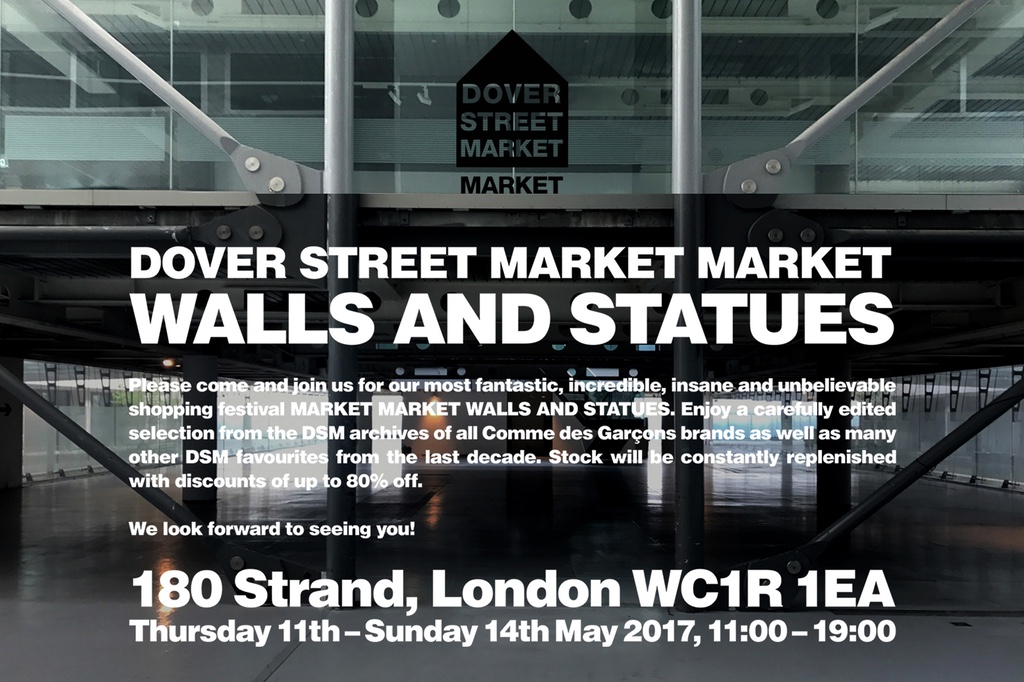 DOVER
STREET
MARKET
MARKET
DOVER STREET MARKET MARKET
WALLS AND STATUES
Please come and join us for our most fantastic, incredible, insane and unbelievable
shopping festival MARKET MARKET WALLS AND STATUES. Enjoy a carefully edited
selection from the DSM archives of all Comme des Garçons brands as well as many
other DSM favourites from the last decade. Stock will be constantly replenished
with discounts of up to 80% off.
We look forward to seeing you!
180 Strand, London WC1R 1EA
Thursday 11th – Sunday 14th May 2017, 11:00 – 19:00